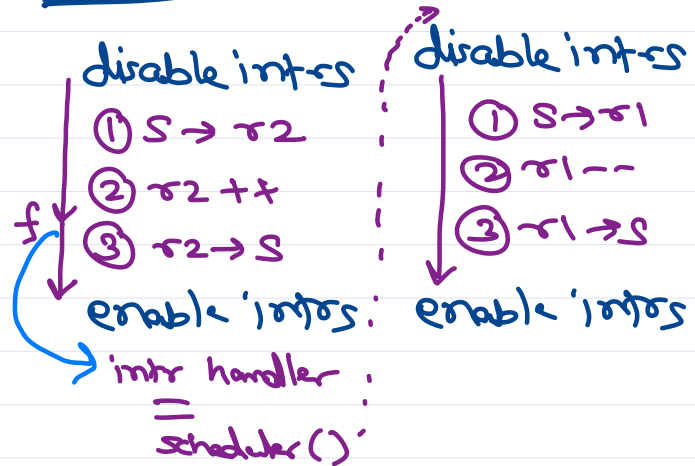 disable intrs
① S → r2
② r2 ++
f
③ r2 → S
enable intrs
intr handler
scheduler()
disable intrs
① S → r1
② r1 --
③ r1 → S
enable intrs